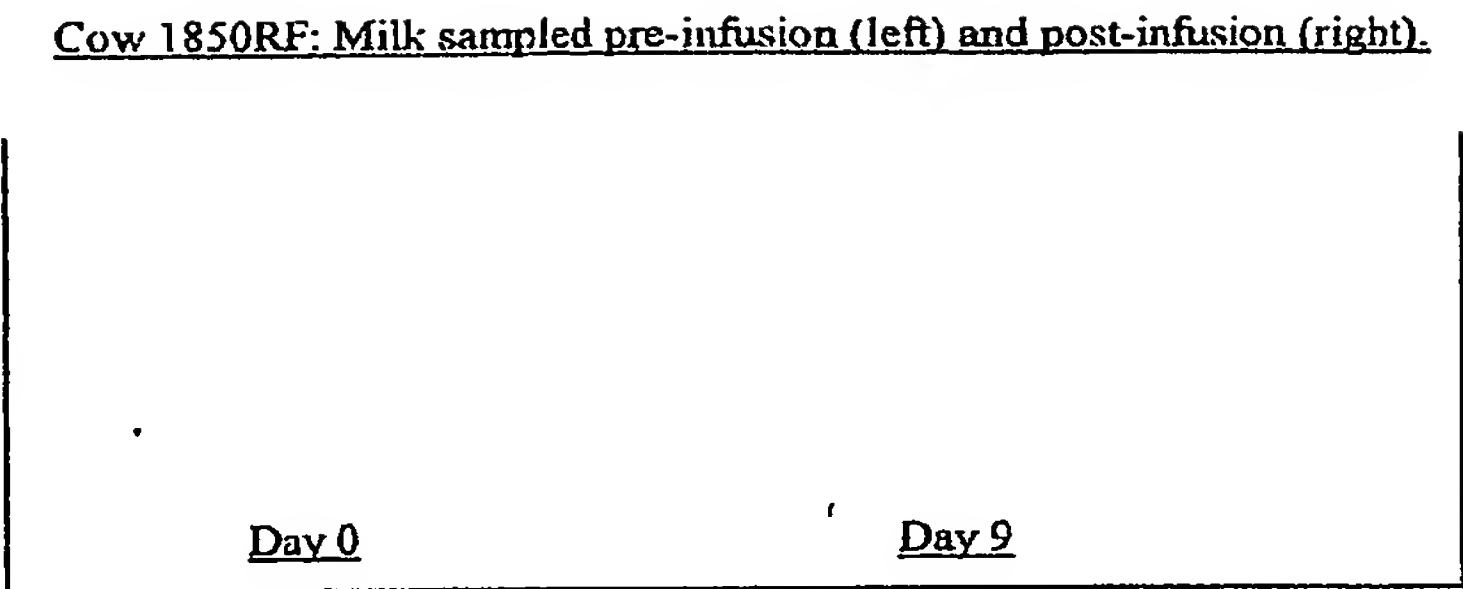 Cow 1850RF: Milk sampled pre-infusion (left) and post-infusion (right).
Day 0
Day 9